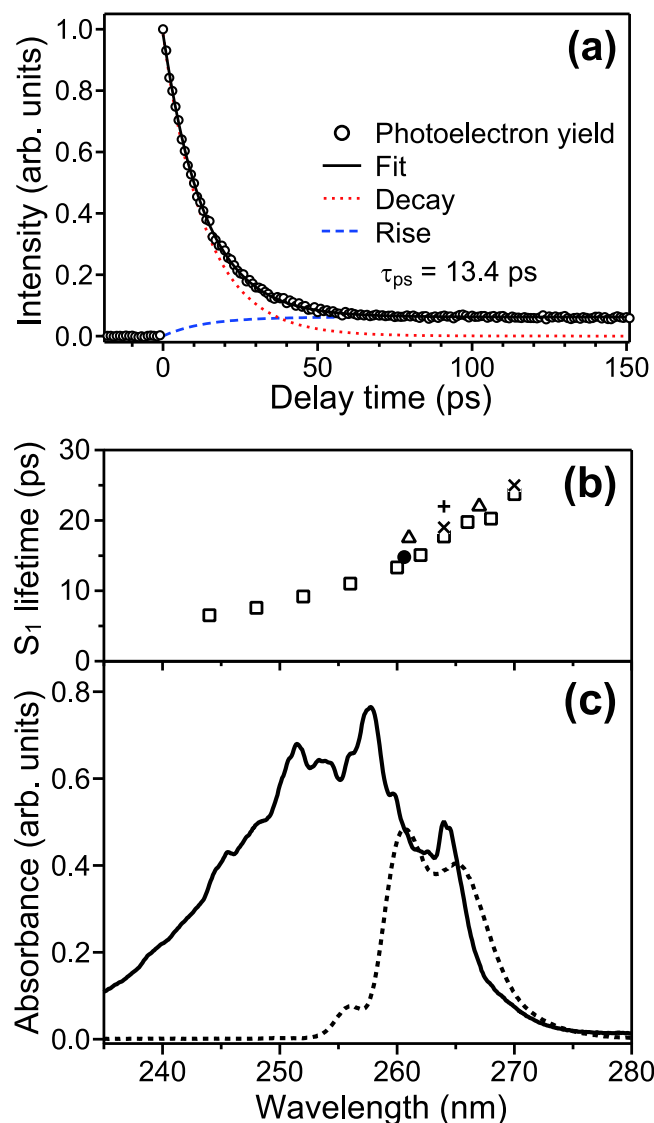 (a)
1.0
0.8
0.6
0.4
0.2
0.0
Intensity (arb. units)
Photoelectron yield
Fit
Decay
Rise
τps = 13.4 ps
0
50
100
150
Delay time (ps)
(b)
30
20
10
0
S1 lifetime (ps)
(c)
0.8
0.6
0.4
0.2
0.0
Absorbance (arb. units)
240
250
260
270
280
Wavelength (nm)